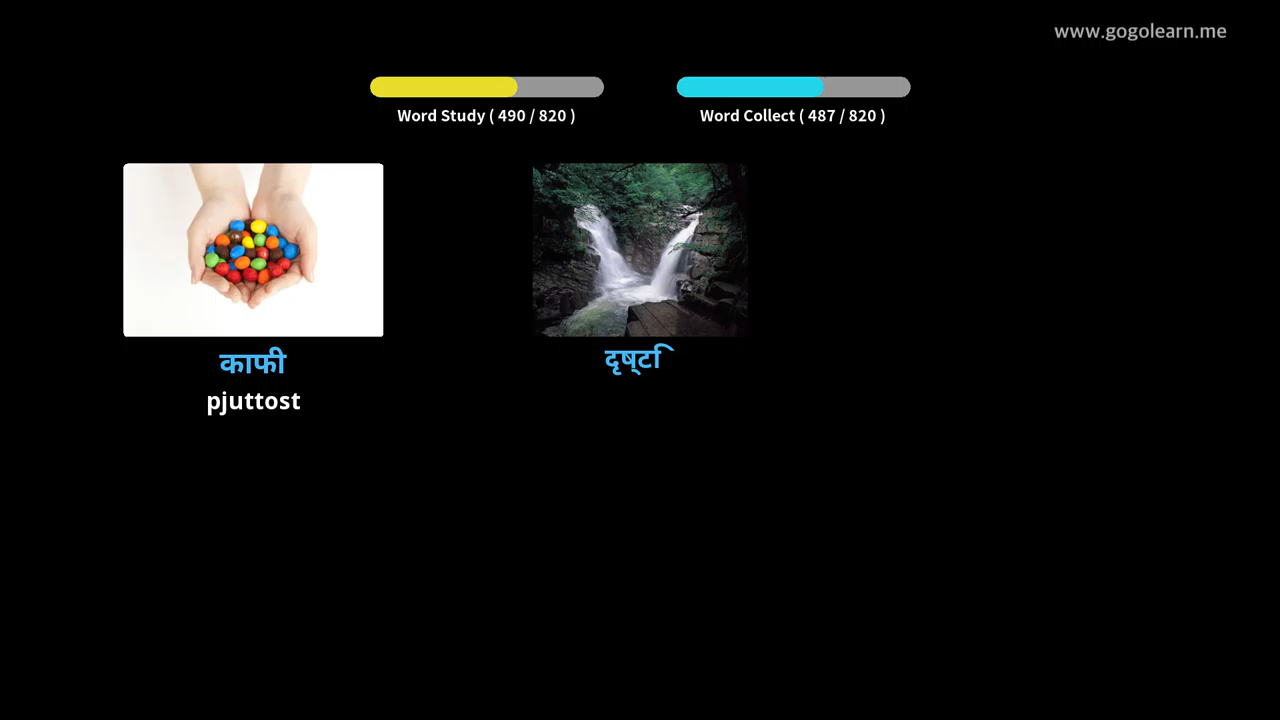 www.gogolearn.me
Word Study ( 490 / 820 )
Word Collect ( 487 / 820 )
काफी
pjuttost
दृष्टि